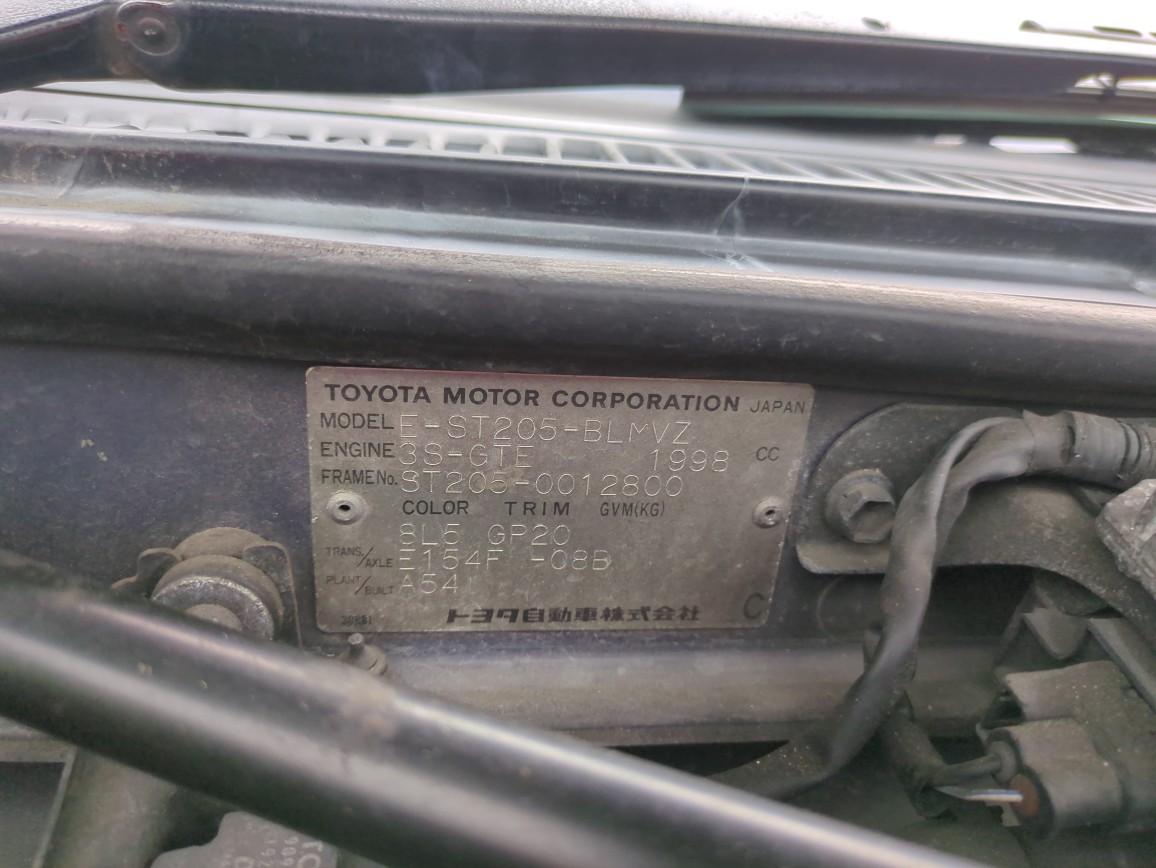 TOYOTA MOTOR CORPORATION JAPAN
MODEL E-ST205-BLMVZ
ENGINE 3S-GTE 1998 CC
FRAME No. ST205-0012800
COLOR TRIM GVM(KG)
8L5 GP20
TRANS./AXLE E154F -08B
PLANT/BUILT A54
トヨタ自動車株式会社 C